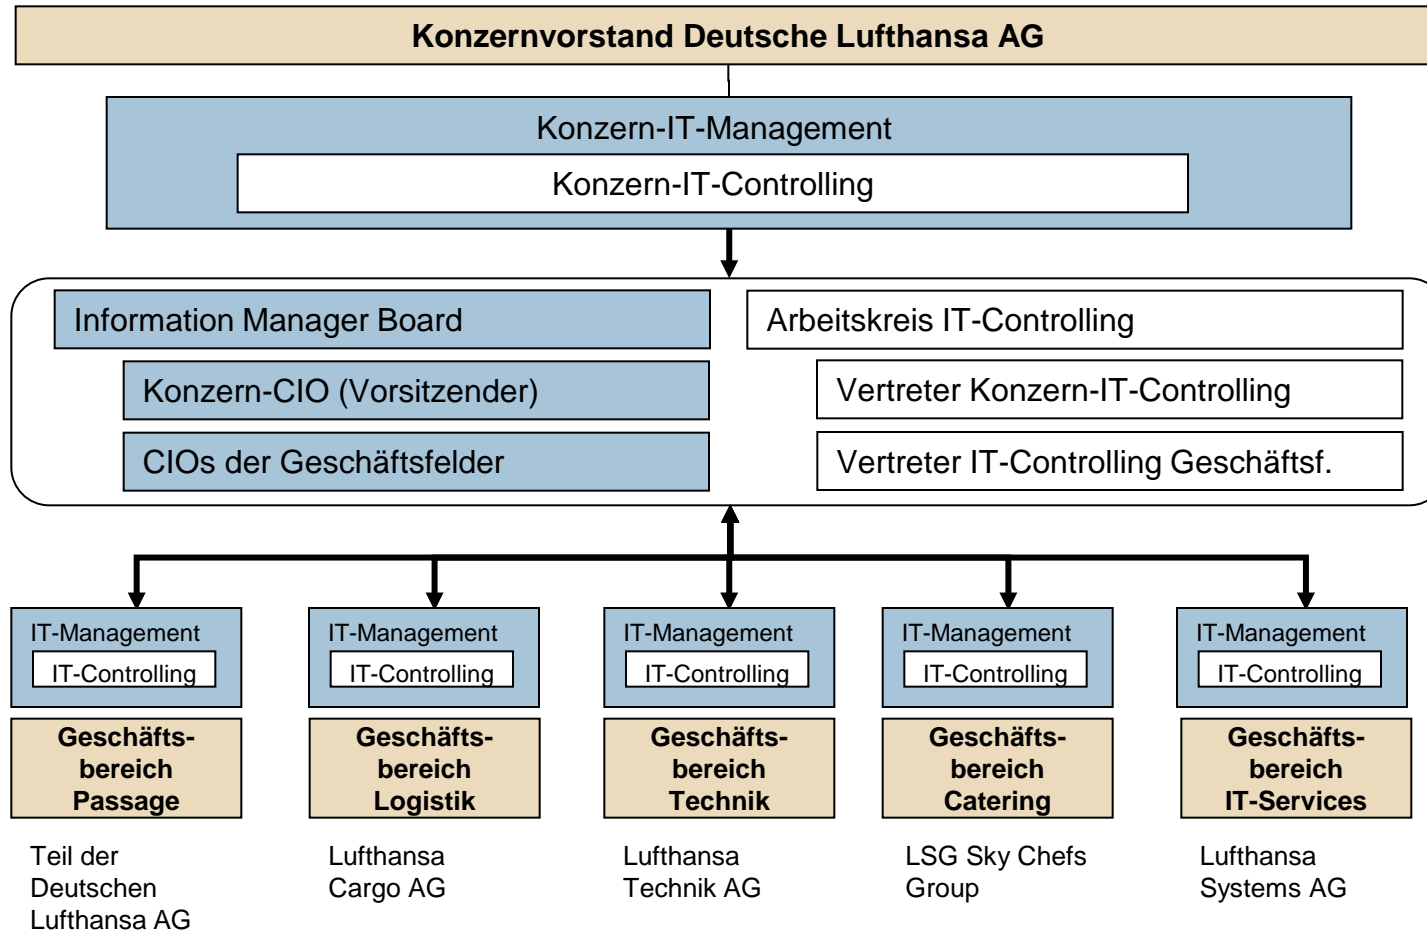 Konzernvorstand Deutsche Lufthansa AG
Konzern-IT-Management
Konzern-IT-Controlling
Information Manager Board
Konzern-CIO (Vorsitzender)
CIOs der Geschäftsfelder
Arbeitskreis IT-Controlling
Vertreter Konzern-IT-Controlling
Vertreter IT-Controlling Geschäftsf.
IT-Management
IT-Controlling
Geschäfts-
bereich
Passage
Teil der
Deutschen
Lufthansa AG
IT-Management
IT-Controlling
Geschäfts-
bereich
Logistik
Lufthansa
Cargo AG
IT-Management
IT-Controlling
Geschäfts-
bereich
Technik
Lufthansa
Technik AG
IT-Management
IT-Controlling
Geschäfts-
bereich
Catering
LSG Sky Chefs
Group
IT-Management
IT-Controlling
Geschäfts-
bereich
IT-Services
Lufthansa
Systems AG